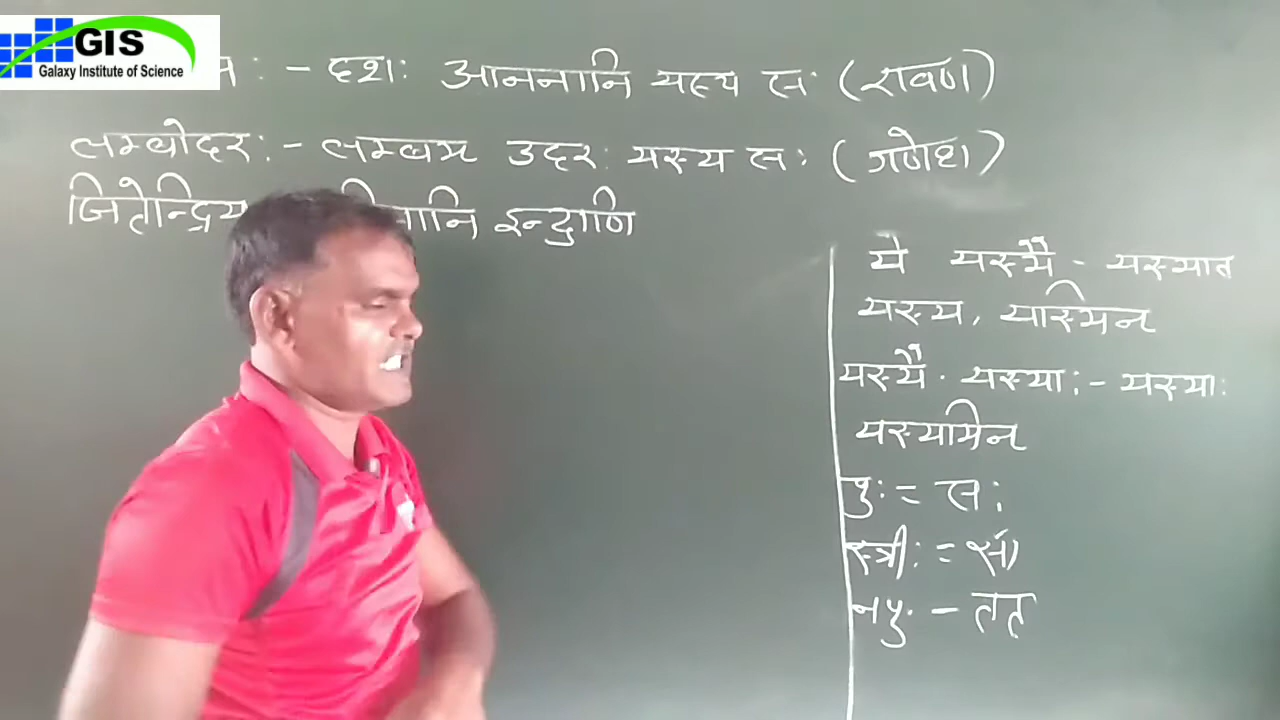 GIS
Galaxy Institute of Science
: - दशः आननानि यस्य सः (रावण)
लम्बोदरः - लम्बम उदरः यस्य सः (गणेश)
जितेन्द्रिय इन्द्राणि
ये यस्यै - यस्यात
यस्य, यस्मिन
यस्यै - यस्याः - यस्याः
यस्यामिन
पुः = सः
स्त्रीः = सा
नपुः - तत्